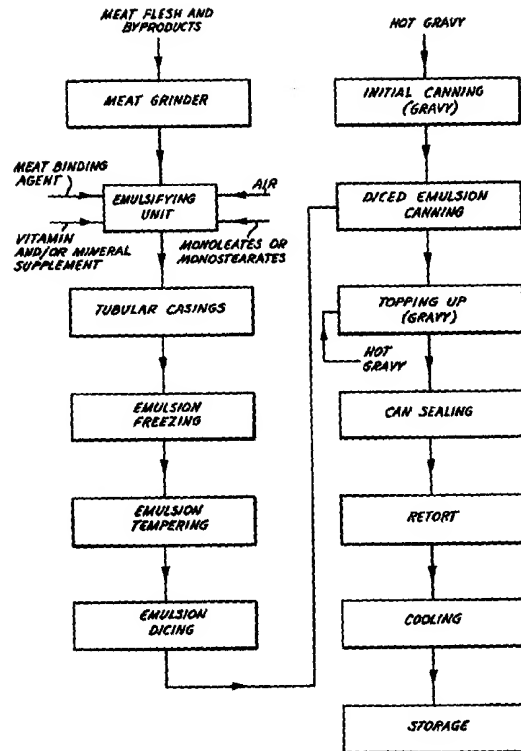 MEAT FLESH AND
BYPRODUCTS
MEAT GRINDER
MEAT BINDING
AGENT
AIR
EMULSIFYING
UNIT
VITAMIN
AND/OR MINERAL
SUPPLEMENT
MONOLEATES OR
MONOSTEARATES
TUBULAR CASINGS
EMULSION
FREEZING
EMULSION
TEMPERING
EMULSION
DICING
HOT GRAVY
INITIAL CANNING
(GRAVY)
DICED EMULSION
CANNING
TOPPING UP
(GRAVY)
HOT
GRAVY
CAN SEALING
RETORT
COOLING
STORAGE